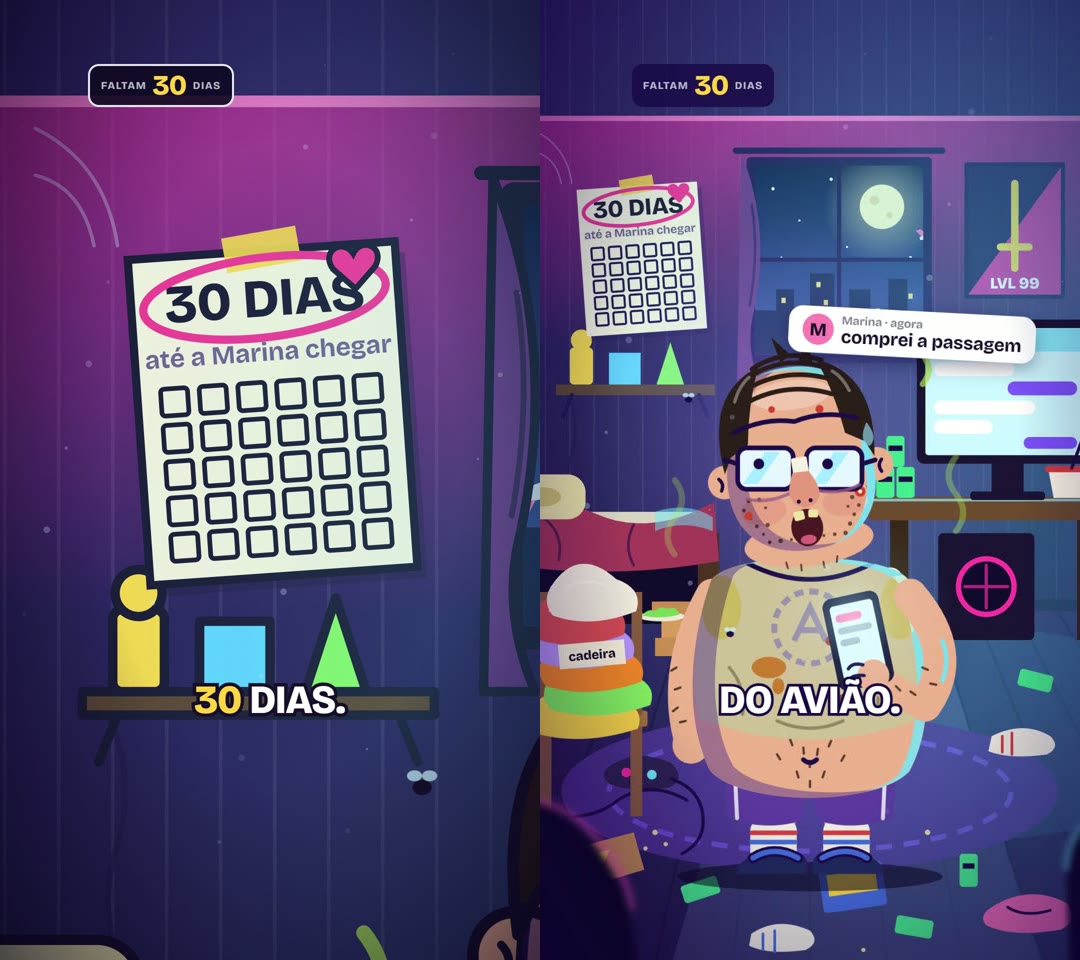 FALTAM 30 DIAS
30 DIAS
até a Marina chegar
30 DIAS.
FALTAM 30 DIAS
30 DIAS
até a Marina chegar
LVL 99
M
Marina · agora
comprei a passagem
A
cadeira
DO AVIÃO.